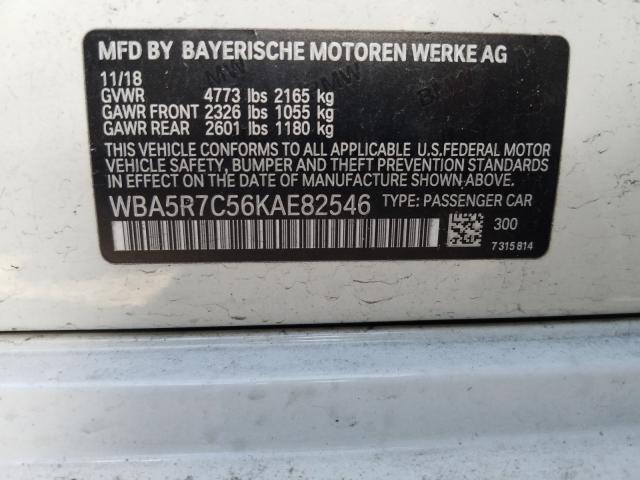 MFD BY BAYERISCHE MOTOREN WERKE AG
11/18
GVWR 4773 lbs 2165 kg
GAWR FRONT 2326 lbs 1055 kg
GAWR REAR 2601 lbs 1180 kg
THIS VEHICLE CONFORMS TO ALL APPLICABLE U.S.FEDERAL MOTOR
VEHICLE SAFETY, BUMPER AND THEFT PREVENTION STANDARDS
IN EFFECT ON THE DATE OF MANUFACTURE SHOWN ABOVE.
WBA5R7C56KAE82546 TYPE: PASSENGER CAR
300
7 315 814